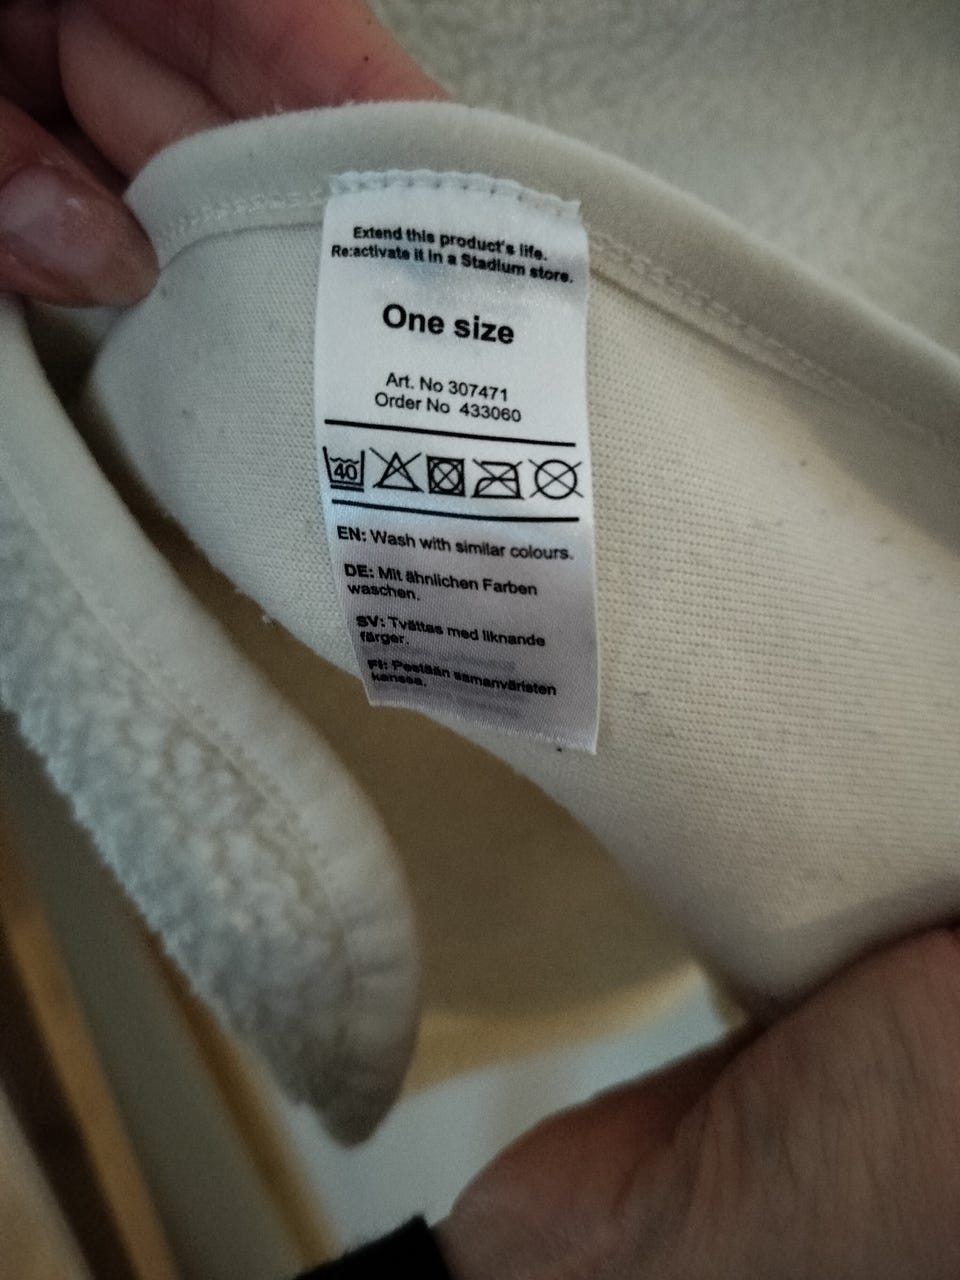 Extend this product's life.
Re:activate it in a Stadium store.
One size
Art. No 307471
Order No 433060
40
EN: Wash with similar colours.
DE: Mit ähnlichen Farben
waschen.
SV: Tvättas med liknande
färger.
FI: Pestään samanväristen
kanssa.